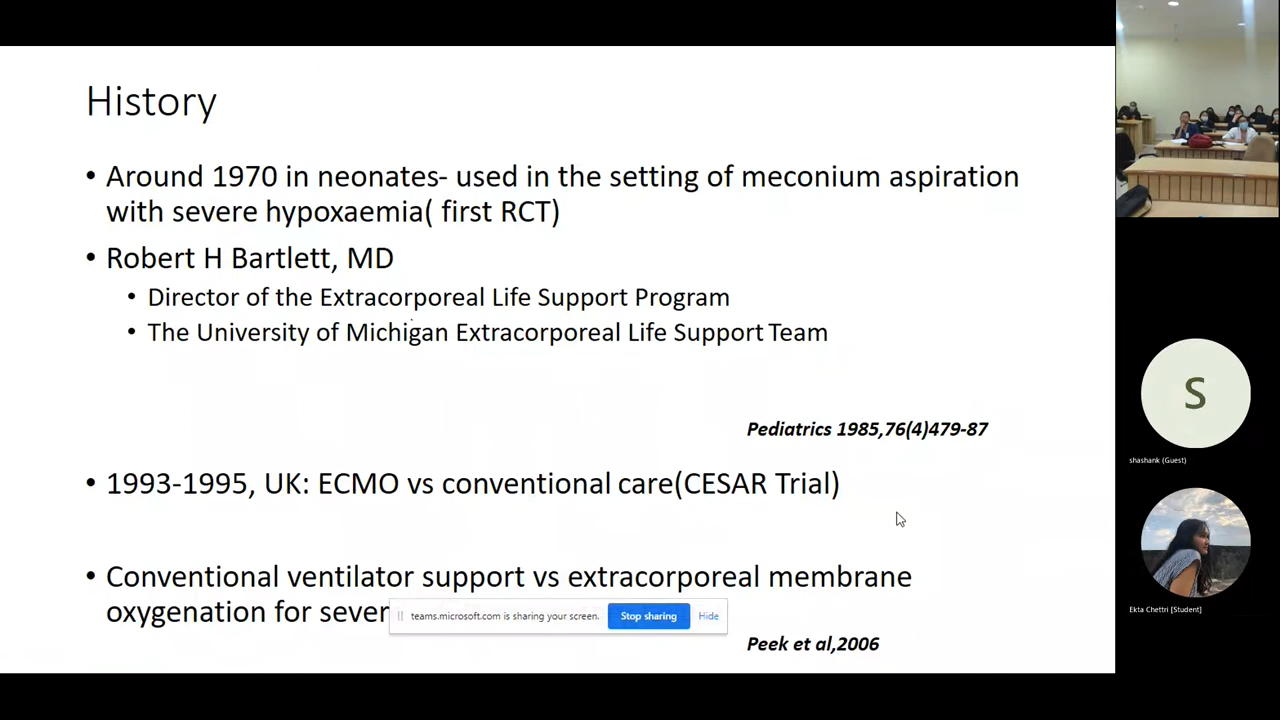 History
• Around 1970 in neonates- used in the setting of meconium aspiration
with severe hypoxaemia( first RCT)
• Robert H Bartlett, MD
• Director of the Extracorporeal Life Support Program
• The University of Michigan Extracorporeal Life Support Team
Pediatrics 1985,76(4)479-87
• 1993-1995, UK: ECMO vs conventional care(CESAR Trial)
• Conventional ventilator support vs extracorporeal membrane
oxygenation for sever
teams.microsoft.com is sharing your screen. Stop sharing Hide
Peek et al,2006
S
shashank (Guest)
Ekta Chettri [Student]